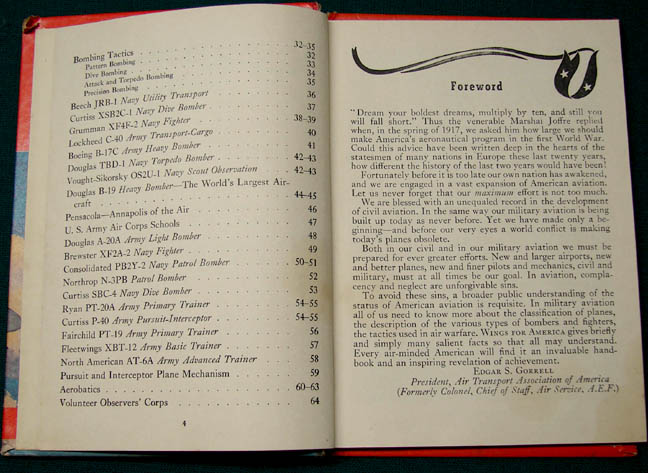 Bombing Tactics . . . . . . . . . . . . . 32-35
Pattern Bombing . . . . . . . . . . . . . 32
Dive Bombing . . . . . . . . . . . . . 33
Attack and Torpedo Bombing . . . . . . . . . 34
Precision Bombing . . . . . . . . . . . . . 35
Beech JRB-1 Navy Utility Transport . . . . . . . 36
Curtiss XSB2C-1 Navy Dive Bomber . . . . . . . 37
Grumman XF4F-2 Navy Fighter . . . . . . . . 38-39
Lockheed C-40 Army Transport-Cargo . . . . . . . 40
Boeing B-17C Army Heavy Bomber . . . . . . . 41
Douglas TBD-1 Navy Torpedo Bomber . . . . . . . 42-43
Vought-Sikorsky OS2U-1 Navy Scout Observation . . . 42-43
Douglas B-19 Heavy Bomber—The World's Largest Air-
craft . . . . . . . . . . . . . . . . 44-45
Pensacola—Annapolis of the Air . . . . . . . . 46
U. S. Army Air Corps Schools . . . . . . . . . 47
Douglas A-20A Army Light Bomber . . . . . . . 48
Brewster XF2A-2 Navy Fighter . . . . . . . . 49
Consolidated PB2Y-2 Navy Patrol Bomber . . . . . 50-51
Northrop N-3PB Patrol Bomber . . . . . . . . 52
Curtiss SBC-4 Navy Dive Bomber . . . . . . . . 53
Ryan PT-20A Army Primary Trainer . . . . . . . 54-55
Curtiss P-40 Army Pursuit-Interceptor . . . . . . . 54-55
Fairchild PT-19 Army Primary Trainer . . . . . . 56
Fleetwings XBT-12 Army Basic Trainer . . . . . . 57
North American AT-6A Army Advanced Trainer . . . . 58
Pursuit and Interceptor Plane Mechanism . . . . . . 59
Aerobatics . . . . . . . . . . . . . . 60-63
Volunteer Observers' Corps . . . . . . . . . 64
4
Foreword
"Dream your boldest dreams, multiply by ten, and still you
will fall short." Thus the venerable Marshal Joffre replied
when, in the spring of 1917, we asked him how large we should
make America's aeronautical program in the first World War.
Could this advice have been written deep in the hearts of the
statesmen of many nations in Europe these last twenty years,
how different the history of the last two years would have been!
Fortunately before it is too late our own nation has awakened,
and we are engaged in a vast expansion of American aviation.
Let us never forget that our maximum effort is not too much.
We are blessed with an unequaled record in the development
of civil aviation. In the same way our military aviation is being
built up today as never before. Yet we have made only a be-
ginning—and before our very eyes a world conflict is making
today's planes obsolete.
Both in our civil and in our military aviation we must be
prepared for ever greater efforts. New and larger airports, new
and better planes, new and finer pilots and mechanics, civil and
military, must at all times be our goal. In aviation, compla-
cency and neglect are unforgivable sins.
To avoid these sins, a broader public understanding of the
status of American aviation is requisite. In military aviation
all of us need to know more about the classification of planes,
the description of the various types of bombers and fighters,
the tactics used in air warfare. WINGS FOR AMERICA gives briefly
and simply many salient facts so that all may understand.
Every air-minded American will find it an invaluable hand-
book and an inspiring revelation of achievement.
EDGAR S. GORRELL
President, Air Transport Association of America
(Formerly Colonel, Chief of Staff, Air Service, A.E.F.)